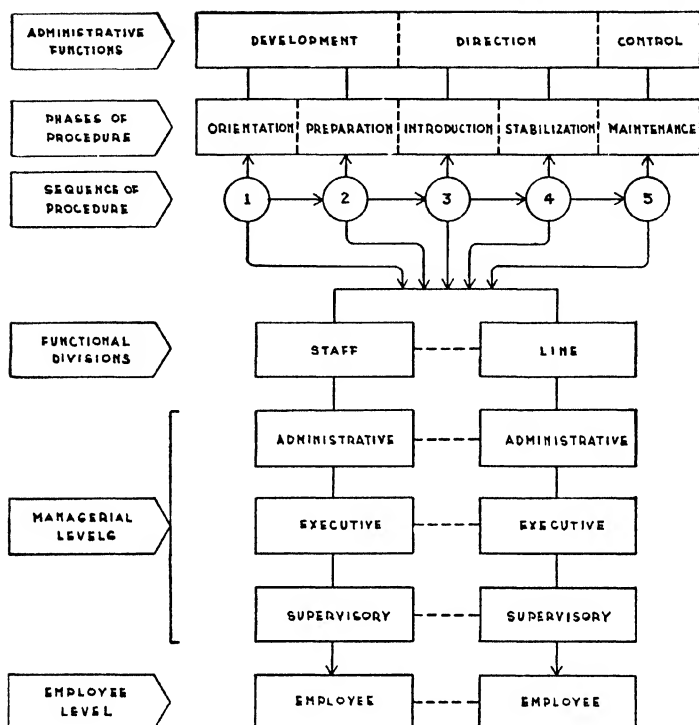 ADMINISTRATIVE
FUNCTIONS
DEVELOPMENT DIRECTION CONTROL
PHASES OF
PROCEDURE
ORIENTATION PREPARATION INTRODUCTION STABILIZATION MAINTENANCE
SEQUENCE OF
PROCEDURE
1 2 3 4 5
FUNCTIONAL
DIVISIONS
STAFF LINE
ADMINISTRATIVE ADMINISTRATIVE
MANAGERIAL
LEVELS
EXECUTIVE EXECUTIVE
SUPERVISORY SUPERVISORY
EMPLOYEE
LEVEL
EMPLOYEE EMPLOYEE